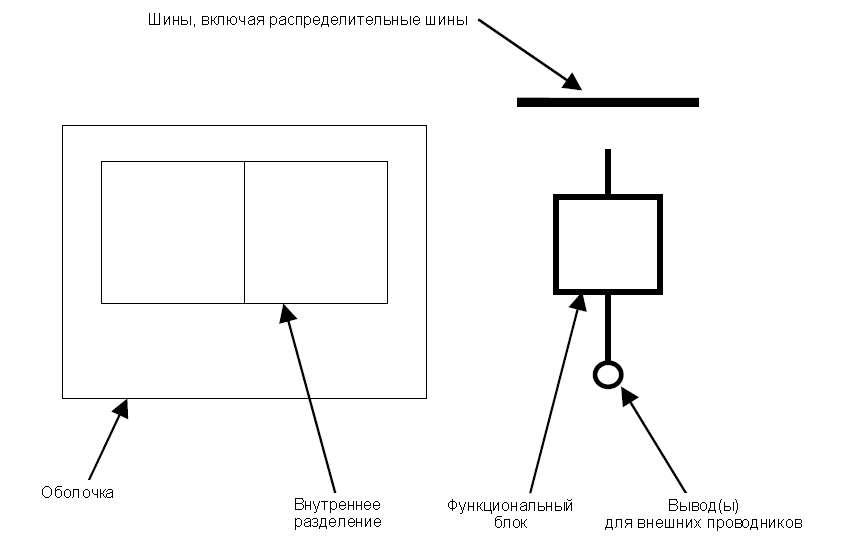 Шины, включая распределительные шины
Оболочка
Внутреннее
разделение
Функциональный
блок
Вывод(ы)
для внешних проводников